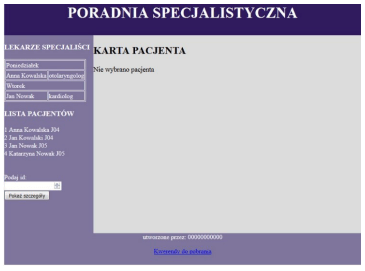 PORADNIA SPECJALISTYCZNA
LEKARZE SPECJALIŚCI
Poniedziałek
Anna Kowalska otolaryngolog
Wtorek
Jan Nowak kardiolog
LISTA PACJENTÓW
1 Anna Kowalska J04
2 Jan Kowalski J04
3 Jan Nowak J05
4 Katarzyna Nowak J05
Podaj id
Pokaż szczegóły
KARTA PACJENTA
Nie wybrano pacjenta
utworzone przez: 00000000000
Kwerendy do pobrania